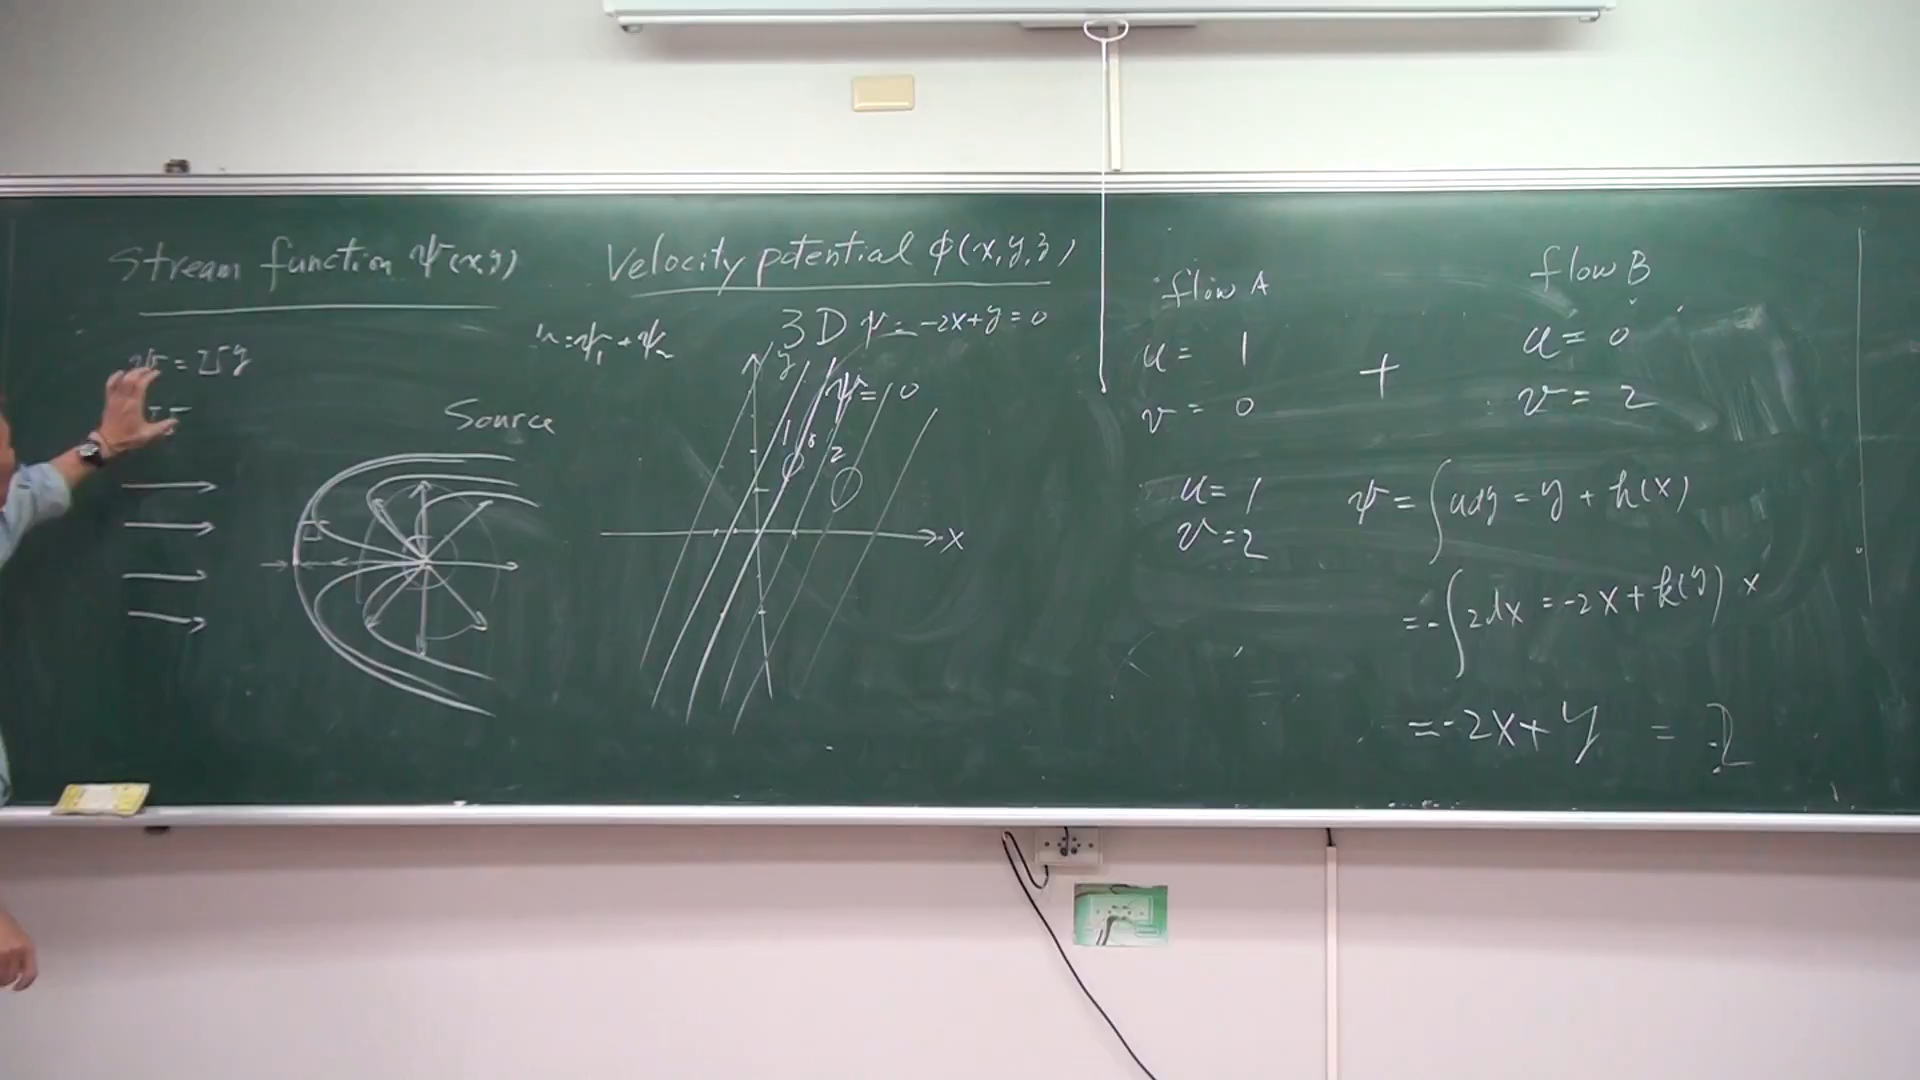 Stream function ψ(x,y)
Velocity potential φ(x,y,z)
3D ψ = -2x+y = 0
= ψ₁ + ψ₂
ψ = Uy
Source
y
ψ = 0
1
2
x
flow A
u = 1
v = 0
+
flow B
u = 0
v = 2
u = 1
v = 2
ψ = ∫udy = y + h(x)
= -∫2dx = -2x + k(y)
= -2x + y =